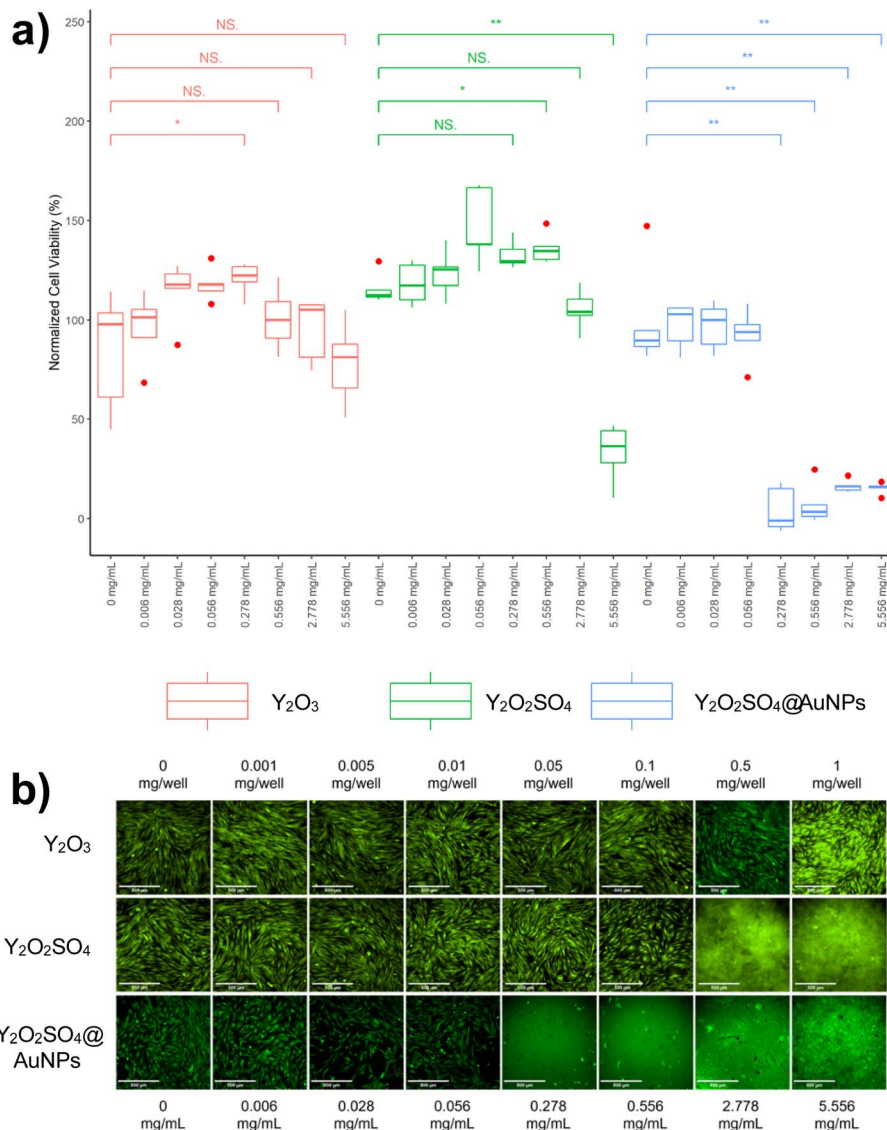 a)
250
200
150
100
50
0
Normalized Cell Viability (%)
NS. ** **
NS. NS. **
NS. * **
* NS. **
0 mg/mL 0.006 mg/mL 0.028 mg/mL 0.056 mg/mL 0.278 mg/mL 0.556 mg/mL 2.778 mg/mL 5.556 mg/mL 0 mg/mL 0.006 mg/mL 0.028 mg/mL 0.056 mg/mL 0.278 mg/mL 0.556 mg/mL 2.778 mg/mL 5.556 mg/mL 0 mg/mL 0.006 mg/mL 0.028 mg/mL 0.056 mg/mL 0.278 mg/mL 0.556 mg/mL 2.778 mg/mL 5.556 mg/mL
Y₂O₃ Y₂O₂SO₄ Y₂O₂SO₄@AuNPs
b)
0 0.001 0.005 0.01 0.05 0.1 0.5 1
mg/well mg/well mg/well mg/well mg/well mg/well mg/well mg/well
Y₂O₃
Y₂O₂SO₄
Y₂O₂SO₄@
AuNPs
0 0.006 0.028 0.056 0.278 0.556 2.778 5.556
mg/mL mg/mL mg/mL mg/mL mg/mL mg/mL mg/mL mg/mL